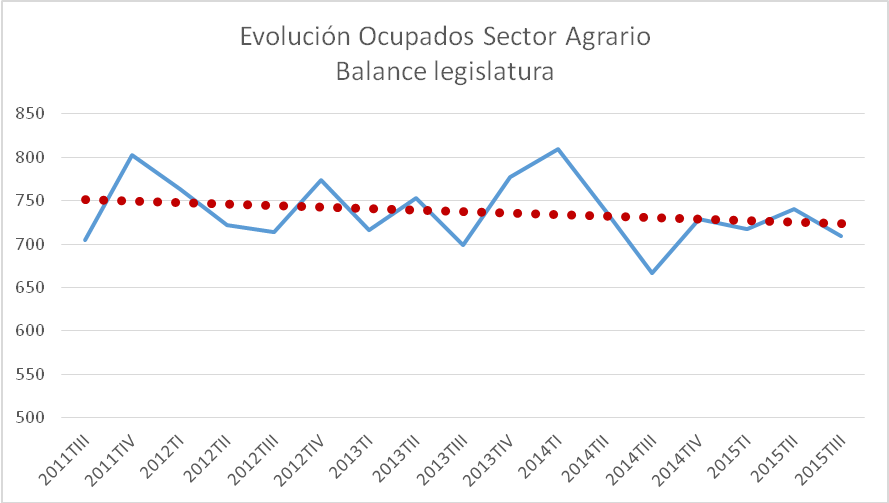 Evolución Ocupados Sector Agrario
Balance legislatura
850
800
750
700
650
600
550
500
2011TIII
2011TIV
2012TI
2012TII
2012TIII
2012TIV
2013TI
2013TII
2013TIII
2013TIV
2014TI
2014TII
2014TIII
2014TIV
2015TI
2015TII
2015TIII